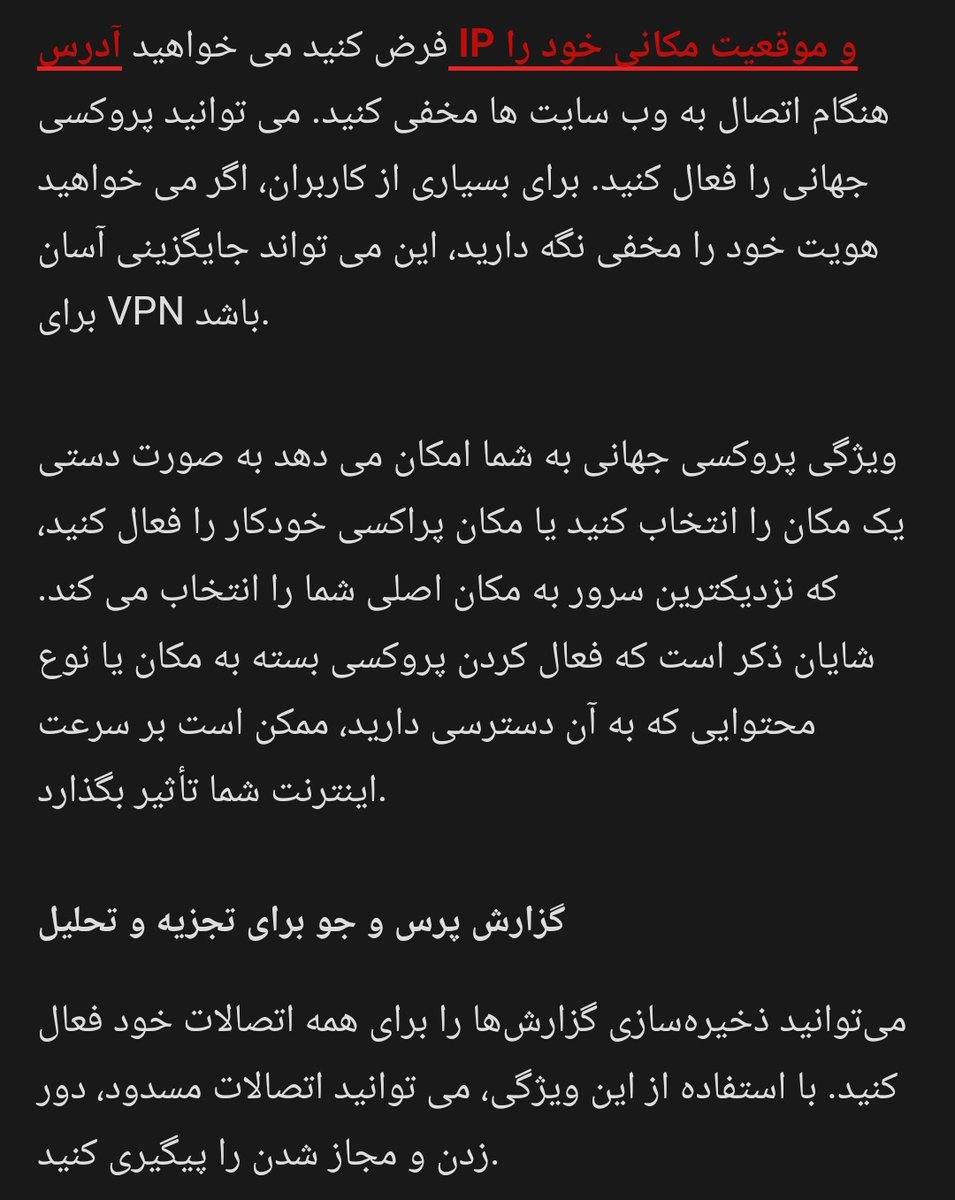 فرض کنید می خواهید آدرس IP و موقعیت مکانی خود را
هنگام اتصال به وب سایت ها مخفی کنید. می توانید پروکسی
جهانی را فعال کنید. برای بسیاری از کاربران، اگر می خواهید
هویت خود را مخفی نگه دارید، این می تواند جایگزینی آسان
برای VPN باشد.
ویژگی پروکسی جهانی به شما امکان می دهد به صورت دستی
یک مکان را انتخاب کنید یا مکان پراکسی خودکار را فعال کنید،
که نزدیکترین سرور به مکان اصلی شما را انتخاب می کند.
شایان ذکر است که فعال کردن پروکسی بسته به مکان یا نوع
محتوایی که به آن دسترسی دارید، ممکن است بر سرعت
اینترنت شما تأثیر بگذارد.
گزارش پرس و جو برای تجزیه و تحلیل
می‌توانید ذخیره‌سازی گزارش‌ها را برای همه اتصالات خود فعال
کنید. با استفاده از این ویژگی، می توانید اتصالات مسدود، دور
زدن و مجاز شدن را پیگیری کنید.